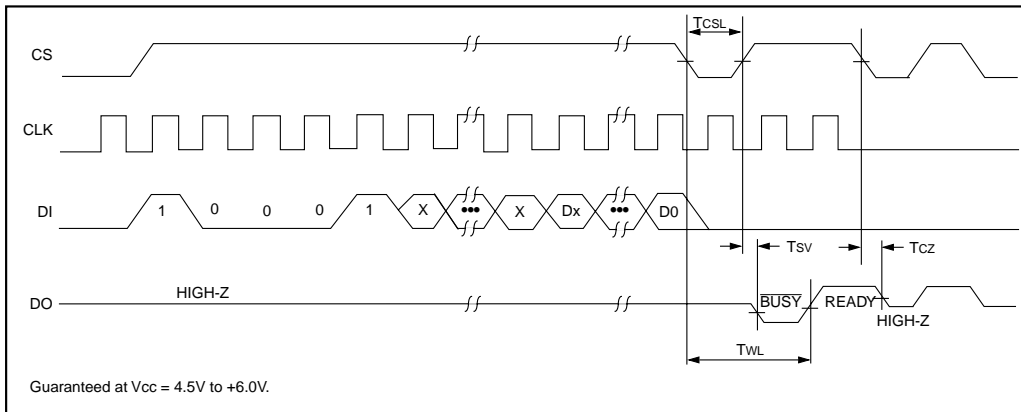 TCSL
CS
CLK
DI 1 0 0 0 1 X ••• X Dx ••• D0
TSV TCZ
DO HIGH-Z BUSY READY HIGH-Z
TWL
Guaranteed at Vcc = 4.5V to +6.0V.